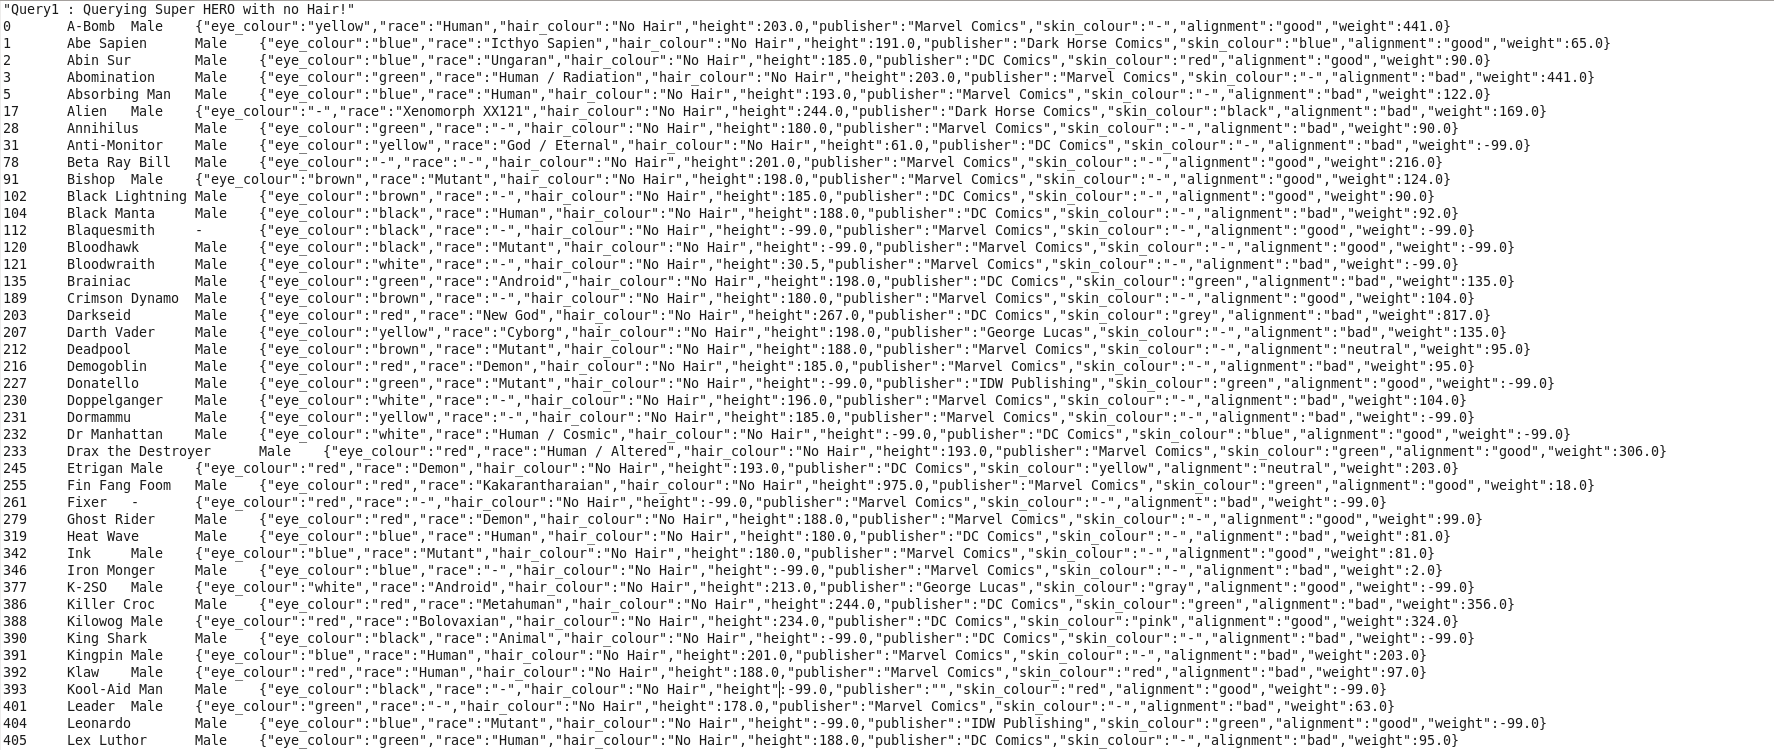 "Query1 : Querying Super HERO with no Hair!"
0 A-Bomb Male {"eye_colour":"yellow","race":"Human","hair_colour":"No Hair","height":203.0,"publisher":"Marvel Comics","skin_colour":"-","alignment":"good","weight":441.0}
1 Abe Sapien Male {"eye_colour":"blue","race":"Icthyo Sapien","hair_colour":"No Hair","height":191.0,"publisher":"Dark Horse Comics","skin_colour":"blue","alignment":"good","weight":65.0}
2 Abin Sur Male {"eye_colour":"blue","race":"Ungaran","hair_colour":"No Hair","height":185.0,"publisher":"DC Comics","skin_colour":"red","alignment":"good","weight":90.0}
3 Abomination Male {"eye_colour":"green","race":"Human / Radiation","hair_colour":"No Hair","height":203.0,"publisher":"Marvel Comics","skin_colour":"-","alignment":"bad","weight":441.0}
5 Absorbing Man Male {"eye_colour":"blue","race":"Human","hair_colour":"No Hair","height":193.0,"publisher":"Marvel Comics","skin_colour":"-","alignment":"bad","weight":122.0}
17 Alien Male {"eye_colour":"-","race":"Xenomorph XX121","hair_colour":"No Hair","height":244.0,"publisher":"Dark Horse Comics","skin_colour":"black","alignment":"bad","weight":169.0}
28 Annihilus Male {"eye_colour":"green","race":"-","hair_colour":"No Hair","height":180.0,"publisher":"Marvel Comics","skin_colour":"-","alignment":"bad","weight":90.0}
31 Anti-Monitor Male {"eye_colour":"yellow","race":"God / Eternal","hair_colour":"No Hair","height":61.0,"publisher":"DC Comics","skin_colour":"-","alignment":"bad","weight":-99.0}
78 Beta Ray Bill Male {"eye_colour":"-","race":"-","hair_colour":"No Hair","height":201.0,"publisher":"Marvel Comics","skin_colour":"-","alignment":"good","weight":216.0}
91 Bishop Male {"eye_colour":"brown","race":"Mutant","hair_colour":"No Hair","height":198.0,"publisher":"Marvel Comics","skin_colour":"-","alignment":"good","weight":124.0}
102 Black Lightning Male {"eye_colour":"brown","race":"-","hair_colour":"No Hair","height":185.0,"publisher":"DC Comics","skin_colour":"-","alignment":"good","weight":90.0}
104 Black Manta Male {"eye_colour":"black","race":"Human","hair_colour":"No Hair","height":188.0,"publisher":"DC Comics","skin_colour":"-","alignment":"bad","weight":92.0}
112 Blaquesmith - {"eye_colour":"black","race":"-","hair_colour":"No Hair","height":-99.0,"publisher":"Marvel Comics","skin_colour":"-","alignment":"good","weight":-99.0}
120 Bloodhawk Male {"eye_colour":"black","race":"Mutant","hair_colour":"No Hair","height":-99.0,"publisher":"Marvel Comics","skin_colour":"-","alignment":"good","weight":-99.0}
121 Bloodwraith Male {"eye_colour":"white","race":"-","hair_colour":"No Hair","height":30.5,"publisher":"Marvel Comics","skin_colour":"-","alignment":"bad","weight":-99.0}
135 Brainiac Male {"eye_colour":"green","race":"Android","hair_colour":"No Hair","height":198.0,"publisher":"DC Comics","skin_colour":"green","alignment":"bad","weight":135.0}
189 Crimson Dynamo Male {"eye_colour":"brown","race":"-","hair_colour":"No Hair","height":180.0,"publisher":"Marvel Comics","skin_colour":"-","alignment":"good","weight":104.0}
203 Darkseid Male {"eye_colour":"red","race":"New God","hair_colour":"No Hair","height":267.0,"publisher":"DC Comics","skin_colour":"grey","alignment":"bad","weight":817.0}
207 Darth Vader Male {"eye_colour":"yellow","race":"Cyborg","hair_colour":"No Hair","height":198.0,"publisher":"George Lucas","skin_colour":"-","alignment":"bad","weight":135.0}
212 Deadpool Male {"eye_colour":"brown","race":"Mutant","hair_colour":"No Hair","height":188.0,"publisher":"Marvel Comics","skin_colour":"-","alignment":"neutral","weight":95.0}
216 Demogoblin Male {"eye_colour":"red","race":"Demon","hair_colour":"No Hair","height":185.0,"publisher":"Marvel Comics","skin_colour":"-","alignment":"bad","weight":95.0}
227 Donatello Male {"eye_colour":"green","race":"Mutant","hair_colour":"No Hair","height":-99.0,"publisher":"IDW Publishing","skin_colour":"green","alignment":"good","weight":-99.0}
230 Doppelganger Male {"eye_colour":"white","race":"-","hair_colour":"No Hair","height":196.0,"publisher":"Marvel Comics","skin_colour":"-","alignment":"bad","weight":104.0}
231 Dormammu Male {"eye_colour":"yellow","race":"-","hair_colour":"No Hair","height":185.0,"publisher":"Marvel Comics","skin_colour":"-","alignment":"bad","weight":-99.0}
232 Dr Manhattan Male {"eye_colour":"white","race":"Human / Cosmic","hair_colour":"No Hair","height":-99.0,"publisher":"DC Comics","skin_colour":"blue","alignment":"good","weight":-99.0}
233 Drax the Destroyer Male {"eye_colour":"red","race":"Human / Altered","hair_colour":"No Hair","height":193.0,"publisher":"Marvel Comics","skin_colour":"green","alignment":"good","weight":306.0}
245 Etrigan Male {"eye_colour":"red","race":"Demon","hair_colour":"No Hair","height":193.0,"publisher":"DC Comics","skin_colour":"yellow","alignment":"neutral","weight":203.0}
255 Fin Fang Foom Male {"eye_colour":"red","race":"Kakarantharaian","hair_colour":"No Hair","height":975.0,"publisher":"Marvel Comics","skin_colour":"green","alignment":"good","weight":18.0}
261 Fixer - {"eye_colour":"red","race":"-","hair_colour":"No Hair","height":-99.0,"publisher":"Marvel Comics","skin_colour":"-","alignment":"bad","weight":-99.0}
279 Ghost Rider Male {"eye_colour":"red","race":"Demon","hair_colour":"No Hair","height":188.0,"publisher":"Marvel Comics","skin_colour":"-","alignment":"good","weight":99.0}
319 Heat Wave Male {"eye_colour":"blue","race":"Human","hair_colour":"No Hair","height":180.0,"publisher":"DC Comics","skin_colour":"-","alignment":"bad","weight":81.0}
342 Ink Male {"eye_colour":"blue","race":"Mutant","hair_colour":"No Hair","height":180.0,"publisher":"Marvel Comics","skin_colour":"-","alignment":"good","weight":81.0}
346 Iron Monger Male {"eye_colour":"blue","race":"-","hair_colour":"No Hair","height":-99.0,"publisher":"Marvel Comics","skin_colour":"-","alignment":"bad","weight":2.0}
377 K-2SO Male {"eye_colour":"white","race":"Android","hair_colour":"No Hair","height":213.0,"publisher":"George Lucas","skin_colour":"gray","alignment":"good","weight":-99.0}
386 Killer Croc Male {"eye_colour":"red","race":"Metahuman","hair_colour":"No Hair","height":244.0,"publisher":"DC Comics","skin_colour":"green","alignment":"bad","weight":356.0}
388 Kilowog Male {"eye_colour":"red","race":"Bolovaxian","hair_colour":"No Hair","height":234.0,"publisher":"DC Comics","skin_colour":"pink","alignment":"good","weight":324.0}
390 King Shark Male {"eye_colour":"black","race":"Animal","hair_colour":"No Hair","height":-99.0,"publisher":"DC Comics","skin_colour":"-","alignment":"bad","weight":-99.0}
391 Kingpin Male {"eye_colour":"blue","race":"Human","hair_colour":"No Hair","height":201.0,"publisher":"Marvel Comics","skin_colour":"-","alignment":"bad","weight":203.0}
392 Klaw Male {"eye_colour":"red","race":"Human","hair_colour":"No Hair","height":188.0,"publisher":"Marvel Comics","skin_colour":"red","alignment":"bad","weight":97.0}
393 Kool-Aid Man Male {"eye_colour":"black","race":"-","hair_colour":"No Hair","height":-99.0,"publisher":"","skin_colour":"red","alignment":"good","weight":-99.0}
401 Leader Male {"eye_colour":"green","race":"-","hair_colour":"No Hair","height":178.0,"publisher":"Marvel Comics","skin_colour":"-","alignment":"bad","weight":63.0}
404 Leonardo Male {"eye_colour":"blue","race":"Mutant","hair_colour":"No Hair","height":-99.0,"publisher":"IDW Publishing","skin_colour":"green","alignment":"good","weight":-99.0}
405 Lex Luthor Male {"eye_colour":"green","race":"Human","hair_colour":"No Hair","height":188.0,"publisher":"DC Comics","skin_colour":"-","alignment":"bad","weight":95.0}